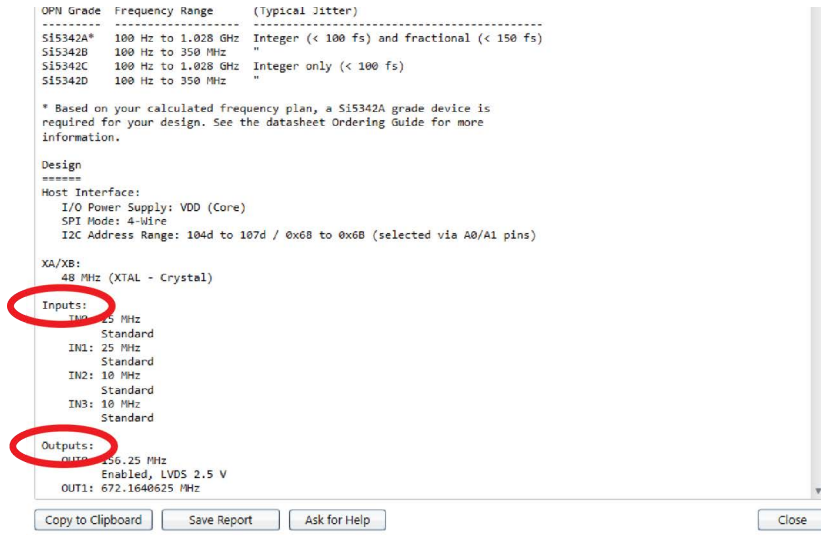 OPN Grade  Frequency Range      (Typical Jitter)
---------  -------------------  ----------------------------------------------
Si5342A*   100 Hz to 1.028 GHz  Integer (< 100 fs) and fractional (< 150 fs)
Si5342B    100 Hz to 350 MHz    "
Si5342C    100 Hz to 1.028 GHz  Integer only (< 100 fs)
Si5342D    100 Hz to 350 MHz    "
* Based on your calculated frequency plan, a Si5342A grade device is
required for your design. See the datasheet Ordering Guide for more
information.
Design
======
Host Interface:
I/O Power Supply: VDD (Core)
SPI Mode: 4-Wire
I2C Address Range: 104d to 107d / 0x68 to 0x6B (selected via A0/A1 pins)
XA/XB:
48 MHz (XTAL - Crystal)
Inputs:
IN0: 25 MHz
Standard
IN1: 25 MHz
Standard
IN2: 10 MHz
Standard
IN3: 10 MHz
Standard
Outputs:
OUT0: 156.25 MHz
Enabled, LVDS 2.5 V
OUT1: 672.1640625 MHz
Copy to Clipboard  Save Report  Ask for Help  Close